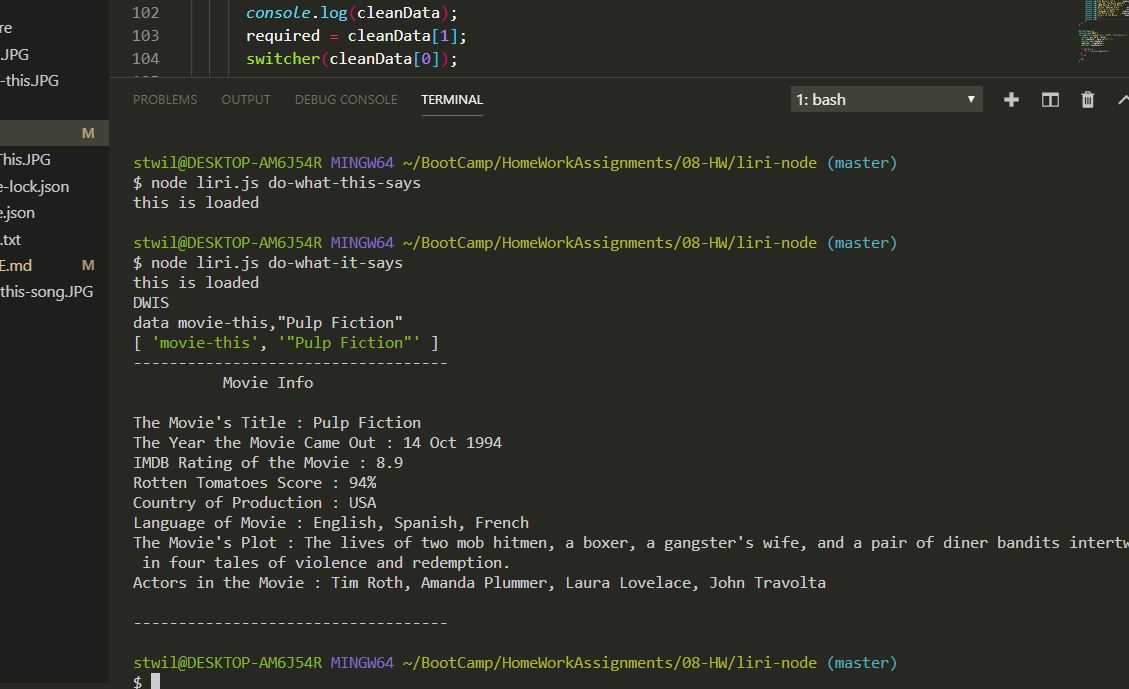 re
.JPG
-this.JPG
M
This.JPG
e-lock.json
e.json
.txt
E.md M
this-song.JPG
102 console.log(cleanData);
103 required = cleanData[1];
104 switcher(cleanData[0]);
PROBLEMS OUTPUT DEBUG CONSOLE TERMINAL 1: bash
stwil@DESKTOP-AM6J54R MINGW64 ~/BootCamp/HomeWorkAssignments/08-HW/liri-node (master)
$ node liri.js do-what-this-says
this is loaded
stwil@DESKTOP-AM6J54R MINGW64 ~/BootCamp/HomeWorkAssignments/08-HW/liri-node (master)
$ node liri.js do-what-it-says
this is loaded
DWIS
data movie-this,"Pulp Fiction"
[ 'movie-this', '"Pulp Fiction"' ]
-----------------------------------
Movie Info
The Movie's Title : Pulp Fiction
The Year the Movie Came Out : 14 Oct 1994
IMDB Rating of the Movie : 8.9
Rotten Tomatoes Score : 94%
Country of Production : USA
Language of Movie : English, Spanish, French
The Movie's Plot : The lives of two mob hitmen, a boxer, a gangster's wife, and a pair of diner bandits intertw
in four tales of violence and redemption.
Actors in the Movie : Tim Roth, Amanda Plummer, Laura Lovelace, John Travolta
-----------------------------------
stwil@DESKTOP-AM6J54R MINGW64 ~/BootCamp/HomeWorkAssignments/08-HW/liri-node (master)
$